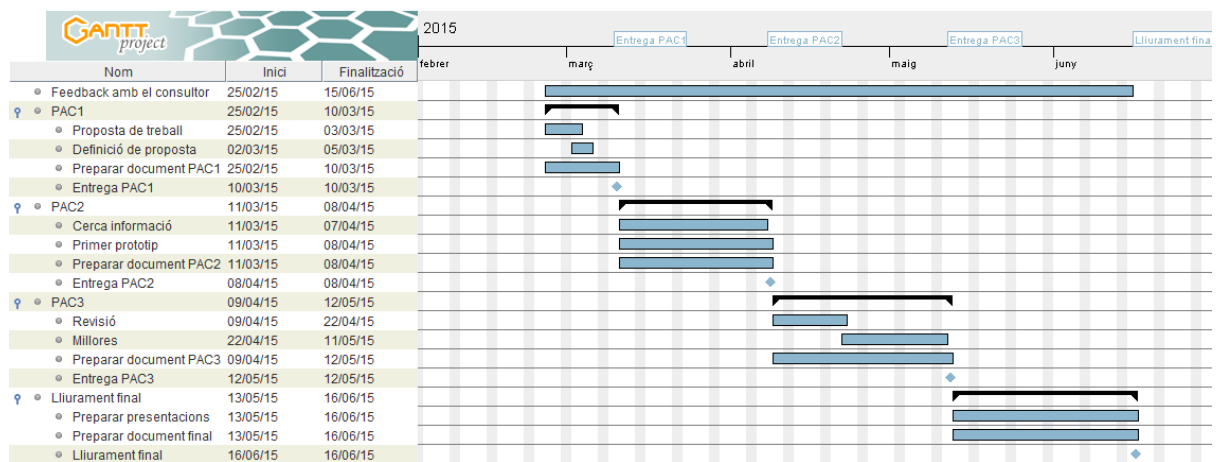 GANTT
project
2015
Entrega PAC1 Entrega PAC2 Entrega PAC3 Lliurament fina
febrer març abril maig juny
Nom Inici Finalització
Feedback amb el consultor 25/02/15 15/06/15
PAC1 25/02/15 10/03/15
Proposta de treball 25/02/15 03/03/15
Definició de proposta 02/03/15 05/03/15
Preparar document PAC1 25/02/15 10/03/15
Entrega PAC1 10/03/15 10/03/15
PAC2 11/03/15 08/04/15
Cerca informació 11/03/15 07/04/15
Primer prototip 11/03/15 08/04/15
Preparar document PAC2 11/03/15 08/04/15
Entrega PAC2 08/04/15 08/04/15
PAC3 09/04/15 12/05/15
Revisió 09/04/15 22/04/15
Millores 22/04/15 11/05/15
Preparar document PAC3 09/04/15 12/05/15
Entrega PAC3 12/05/15 12/05/15
Lliurament final 13/05/15 16/06/15
Preparar presentacions 13/05/15 16/06/15
Preparar document final 13/05/15 16/06/15
Lliurament final 16/06/15 16/06/15